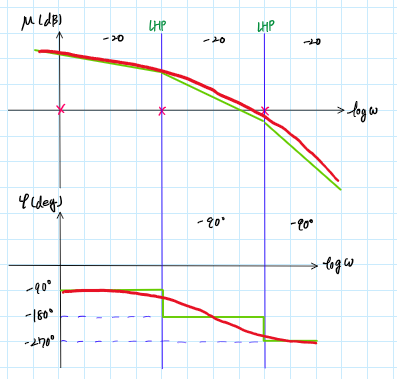 LHP LHP
μ(dB)
-20 -20 -20
log ω
φ(deg)
-90° -90°
log ω
-90°
-180°
-270°